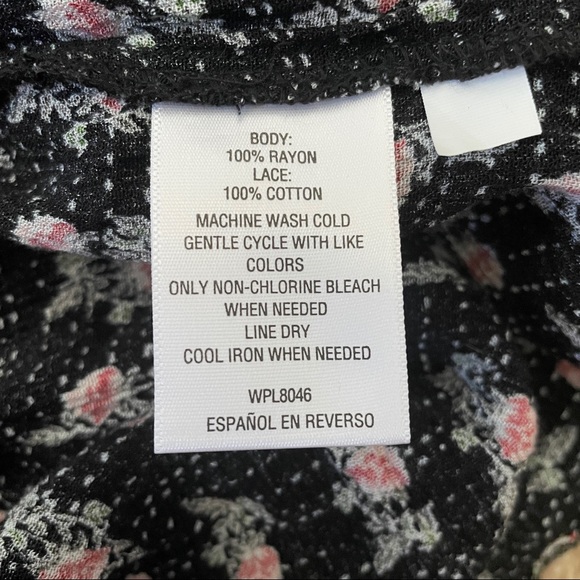 BODY:
100% RAYON
LACE:
100% COTTON
MACHINE WASH COLD
GENTLE CYCLE WITH LIKE
COLORS
ONLY NON-CHLORINE BLEACH
WHEN NEEDED
LINE DRY
COOL IRON WHEN NEEDED
WPL8046
ESPAÑOL EN REVERSO